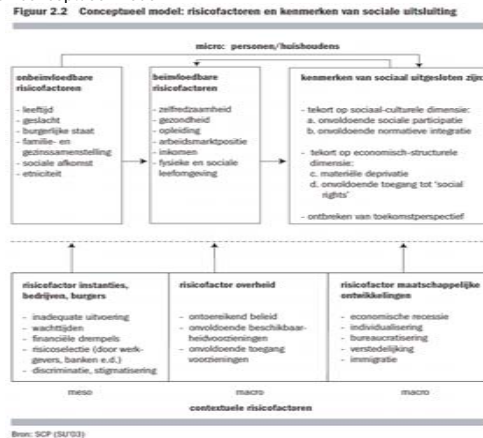 Figuur 2.2 Conceptueel model: risicofactoren en kenmerken van sociale uitsluiting
micro: personen/huishoudens
onbeïnvloedbare
risicofactoren
- leeftijd
- geslacht
- burgerlijke staat
- familie- en
gezinssamenstelling
- sociale afkomst
- etniciteit
beïnvloedbare
risicofactoren
- zelfredzaamheid
- gezondheid
- opleiding
- arbeidsmarktpositie
- inkomen
- fysieke en sociale
leefomgeving
kenmerken van sociaal uitgesloten zijn
- tekort op sociaal-culturele dimensie:
a. onvoldoende sociale participatie
b. onvoldoende normatieve integratie
- tekort op economisch-structurele
dimensie:
c. materiële deprivatie
d. onvoldoende toegang tot 'social
rights'
- ontbreken van toekomstperspectief
risicofactor instanties,
bedrijven, burgers
- inadequate uitvoering
- wachttijden
- financiële drempels
- risicoselectie (door werk-
gevers, banken e.d.)
- discriminatie, stigmatisering
risicofactor overheid
- ontoereikend beleid
- onvoldoende beschikbaar-
heidvoorzieningen
- onvoldoende toegang
voorzieningen
risicofactor maatschappelijke
ontwikkelingen
- economische recessie
- individualisering
- bureaucratisering
- verstedelijking
- immigratie
meso
macro
macro
contextuele risicofactoren
Bron: SCP (SU'03)